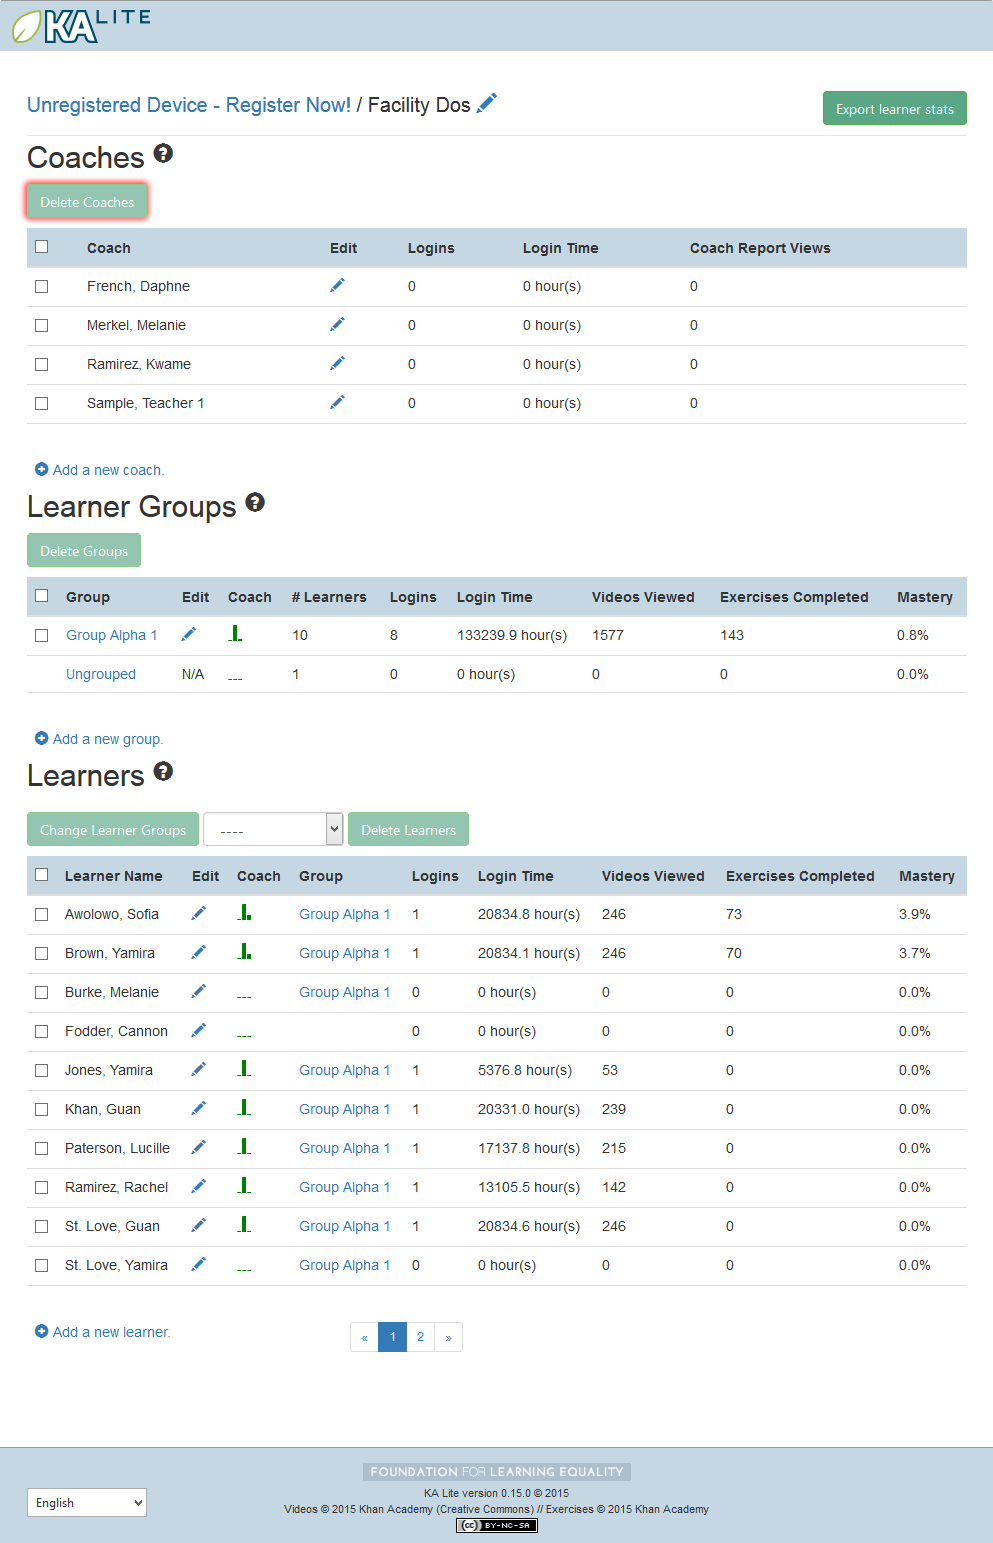 KA LITE
Unregistered Device - Register Now! / Facility Dos
Export learner stats
Coaches ?
Delete Coaches
Coach Edit Logins Login Time Coach Report Views
French, Daphne 0 0 hour(s) 0
Merkel, Melanie 0 0 hour(s) 0
Ramirez, Kwame 0 0 hour(s) 0
Sample, Teacher 1 0 0 hour(s) 0
Add a new coach.
Learner Groups ?
Delete Groups
Group Edit Coach # Learners Logins Login Time Videos Viewed Exercises Completed Mastery
Group Alpha 1 10 8 133239.9 hour(s) 1577 143 0.8%
Ungrouped N/A --- 1 0 0 hour(s) 0 0 0.0%
Add a new group.
Learners ?
Change Learner Groups ---- Delete Learners
Learner Name Edit Coach Group Logins Login Time Videos Viewed Exercises Completed Mastery
Awolowo, Sofia Group Alpha 1 1 20834.8 hour(s) 246 73 3.9%
Brown, Yamira Group Alpha 1 1 20834.1 hour(s) 246 70 3.7%
Burke, Melanie --- Group Alpha 1 0 0 hour(s) 0 0 0.0%
Fodder, Cannon --- 0 0 hour(s) 0 0 0.0%
Jones, Yamira Group Alpha 1 1 5376.8 hour(s) 53 0 0.0%
Khan, Guan Group Alpha 1 1 20331.0 hour(s) 239 0 0.0%
Paterson, Lucille Group Alpha 1 1 17137.8 hour(s) 215 0 0.0%
Ramirez, Rachel Group Alpha 1 1 13105.5 hour(s) 142 0 0.0%
St. Love, Guan Group Alpha 1 1 20834.6 hour(s) 246 0 0.0%
St. Love, Yamira --- Group Alpha 1 0 0 hour(s) 0 0 0.0%
Add a new learner.
« 1 2 »
FOUNDATION FOR LEARNING EQUALITY
English
KA Lite version 0.15.0 © 2015
Videos © 2015 Khan Academy (Creative Commons) // Exercises © 2015 Khan Academy
cc BY-NC-SA